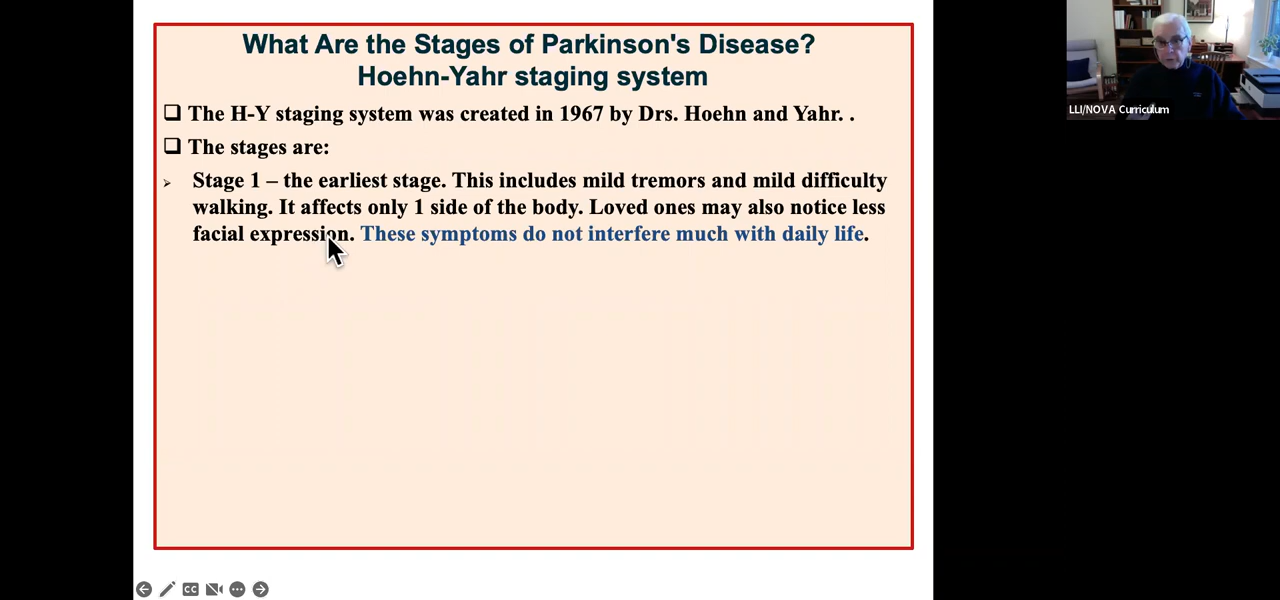 What Are the Stages of Parkinson's Disease?
Hoehn-Yahr staging system
❑ The H-Y staging system was created in 1967 by Drs. Hoehn and Yahr. .
❑ The stages are:
➢ Stage 1 – the earliest stage. This includes mild tremors and mild difficulty
walking. It affects only 1 side of the body. Loved ones may also notice less
facial expression. These symptoms do not interfere much with daily life.
LLI/NOVA Curriculum
CC